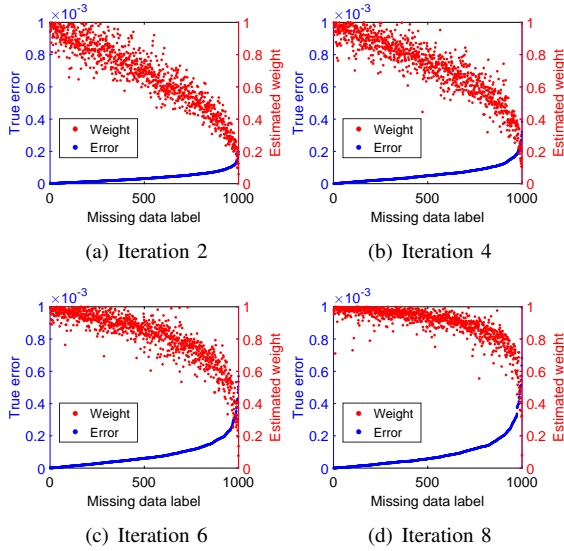 ×10⁻³
1
0.8
0.6
0.4
0.2
0
True error
1
0.8
0.6
0.4
0.2
0
Estimated weight
Weight
Error
0 500 1000
Missing data label
(a) Iteration 2
×10⁻³
1
0.8
0.6
0.4
0.2
0
True error
1
0.8
0.6
0.4
0.2
0
Estimated weight
Weight
Error
0 500 1000
Missing data label
(b) Iteration 4
×10⁻³
1
0.8
0.6
0.4
0.2
0
True error
1
0.8
0.6
0.4
0.2
0
Estimated weight
Weight
Error
0 500 1000
Missing data label
(c) Iteration 6
×10⁻³
1
0.8
0.6
0.4
0.2
0
True error
1
0.8
0.6
0.4
0.2
0
Estimated weight
Weight
Error
0 500 1000
Missing data label
(d) Iteration 8